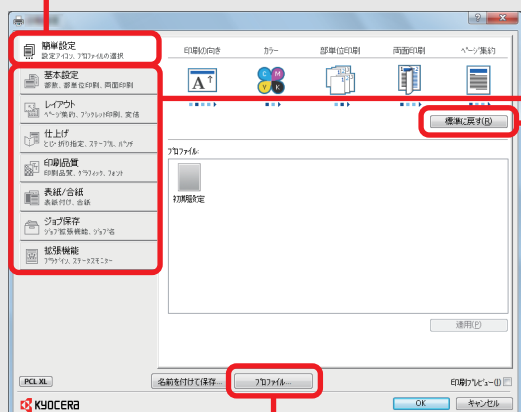 簡単設定
設定アイコン, プロファイルの選択
基本設定
部数, 部単位印刷, 両面印刷
レイアウト
ページ集約, ブックレット印刷, 変倍
仕上げ
とじ・折り指定, ステープル, パンチ
印刷品質
印刷品質, グラフィック, フォント
表紙/合紙
表紙付け, 合紙
ジョブ保存
ジョブ拡張機能, ジョブ名
拡張機能
プラグイン, ステータスモニター
印刷の向き カラー 部単位印刷 両面印刷 ページ集約
A C M Y K
標準に戻す(R)
プロファイル:
初期設定
適用(P)
PCL XL
名前を付けて保存... プロファイル... 印刷プレビュー(I)
KYOCERA
OK キャンセル